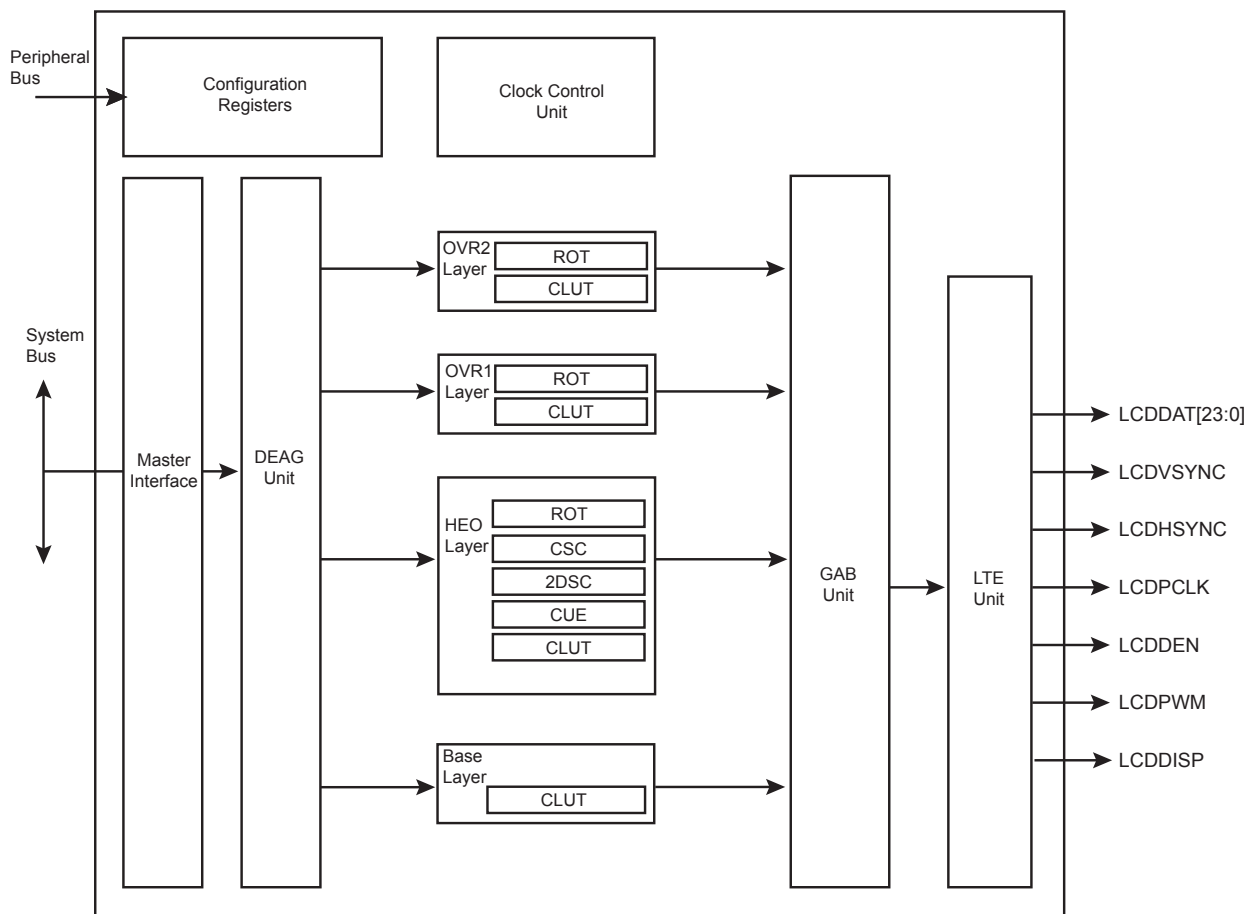 Peripheral
Bus
Configuration
Registers
Clock Control
Unit
OVR2
Layer
ROT
CLUT
System
Bus
OVR1
Layer
ROT
CLUT
Master
Interface
DEAG
Unit
HEO
Layer
ROT
CSC
2DSC
CUE
CLUT
Base
Layer
CLUT
GAB
Unit
LTE
Unit
LCDDAT[23:0]
LCDVSYNC
LCDHSYNC
LCDPCLK
LCDDEN
LCDPWM
LCDDISP